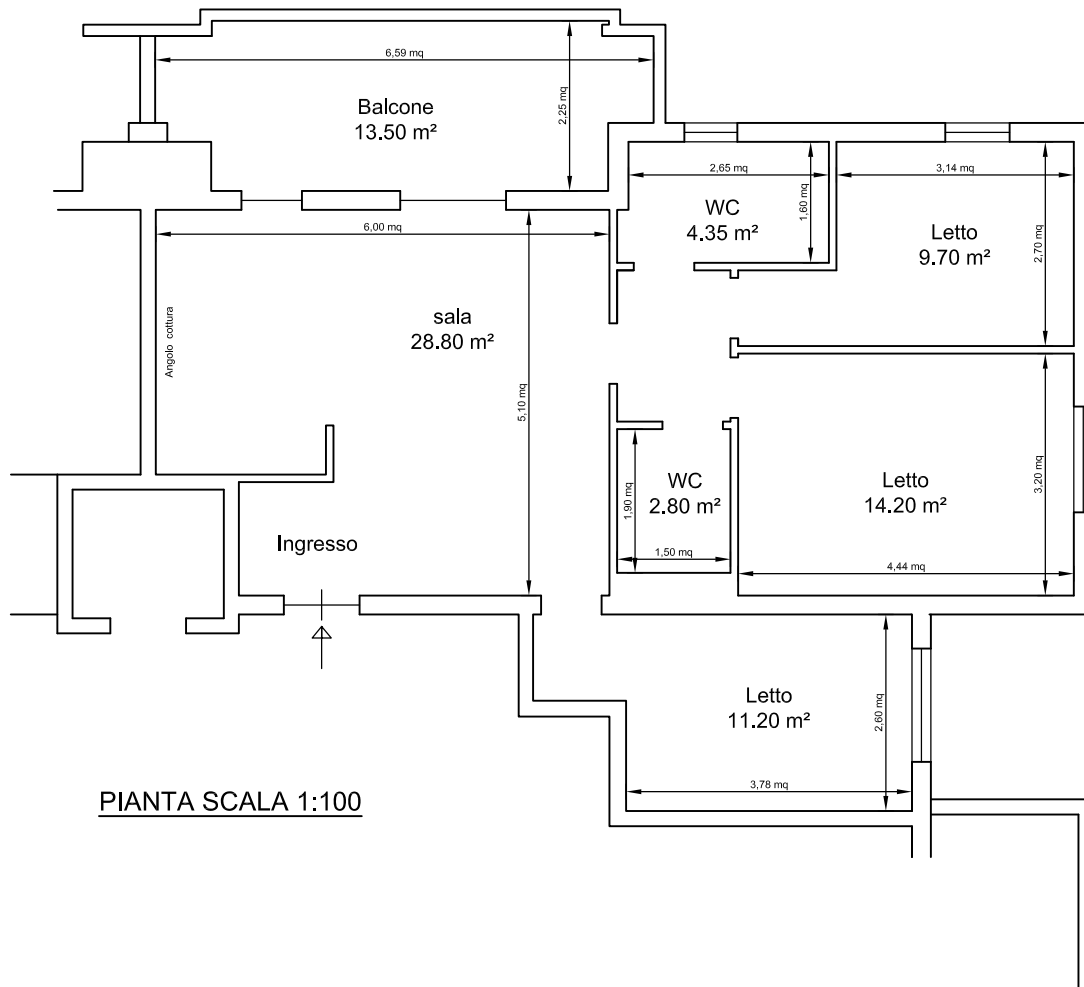 6,59 mq
Balcone
13.50 m²
2,25 mq
2,65 mq
3,14 mq
WC
4.35 m²
1,60 mq
Letto
9.70 m²
2,70 mq
6,00 mq
sala
28.80 m²
Angolo cottura
5,10 mq
WC
2.80 m²
1,90 mq
1,50 mq
Letto
14.20 m²
3,20 mq
4,44 mq
Ingresso
Letto
11.20 m²
2,60 mq
3,78 mq
PIANTA SCALA 1:100